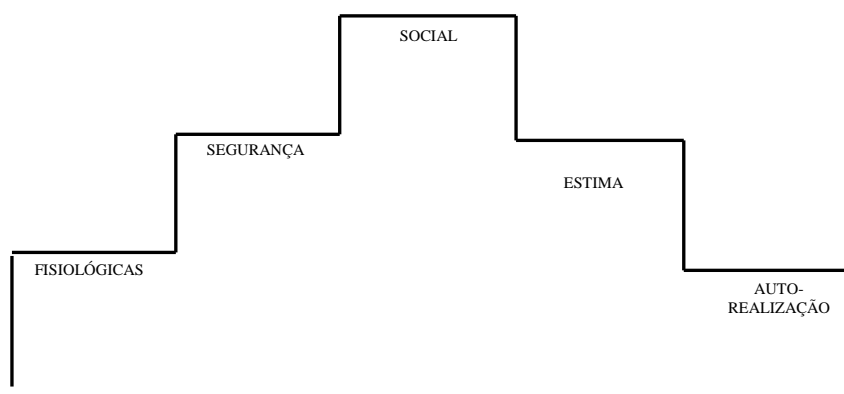 SOCIAL
SEGURANÇA
ESTIMA
FISIOLÓGICAS
AUTO-
REALIZAÇÃO